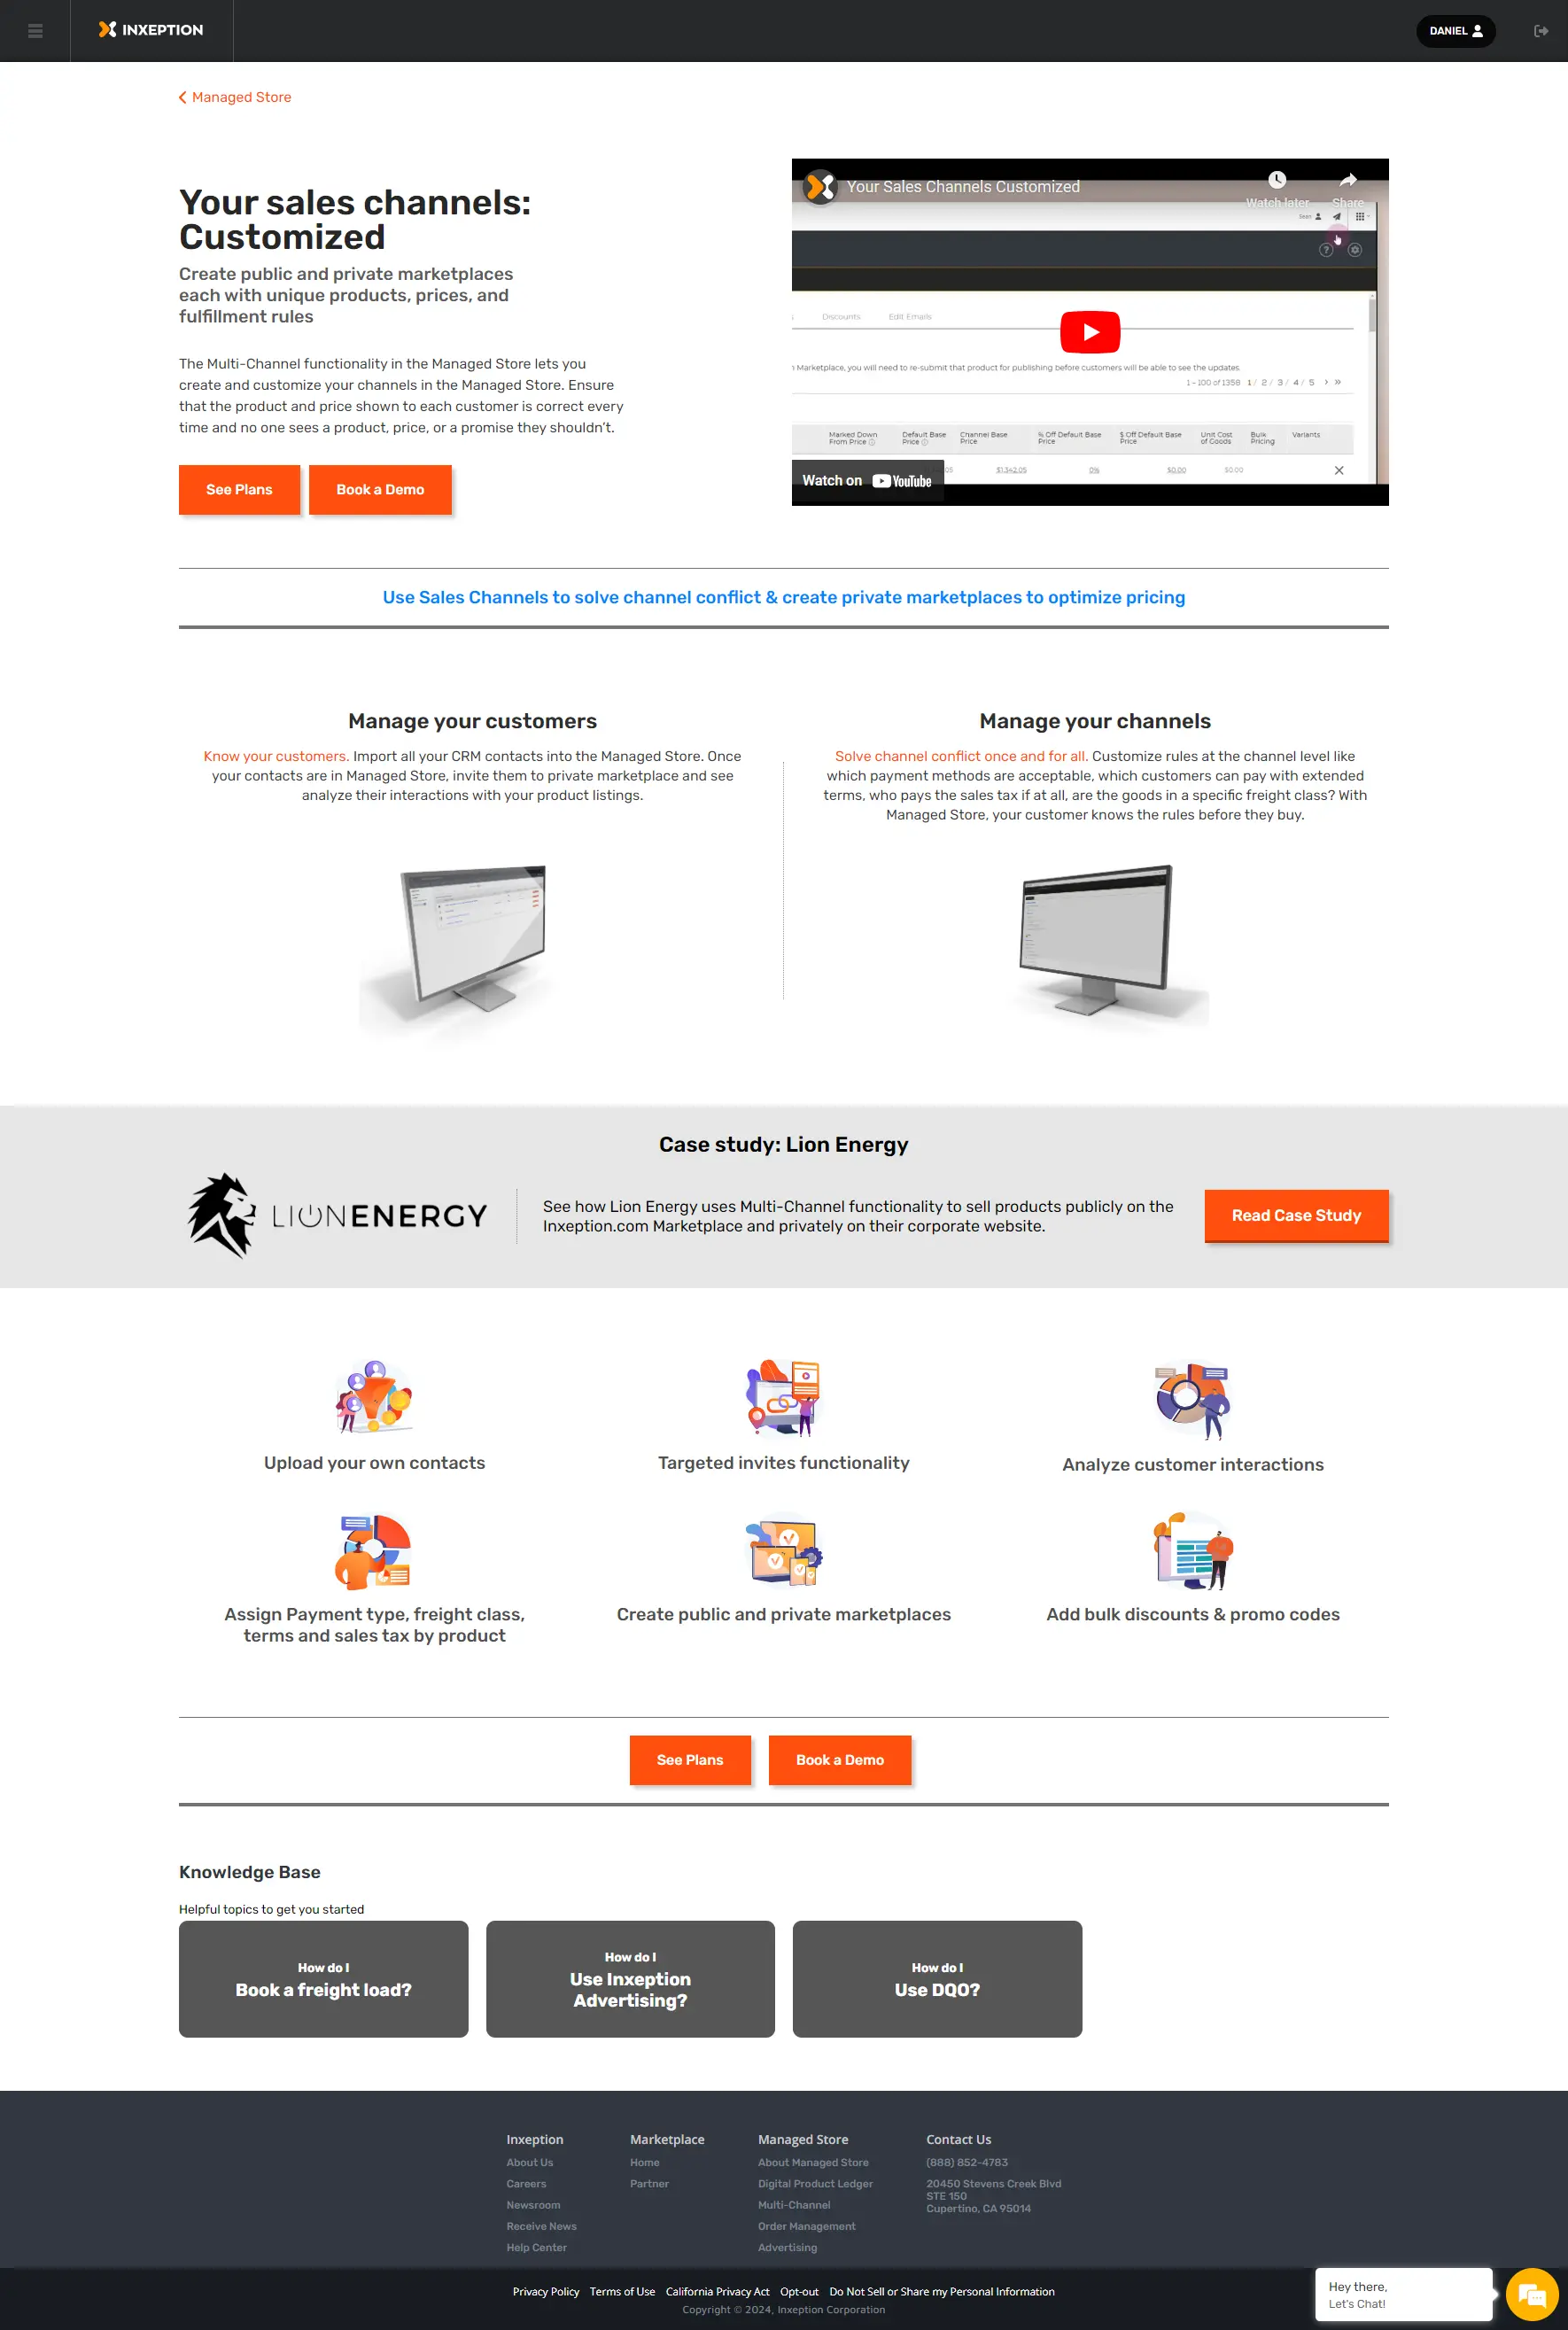 INXEPTION
DANIEL
Managed Store
Your sales channels:
Customized
Create public and private marketplaces
each with unique products, prices, and
fulfillment rules
The Multi-Channel functionality in the Managed Store lets you
create and customize your channels in the Managed Store. Ensure
that the product and price shown to each customer is correct every
time and no one sees a product, price, or a promise they shouldn't.
See Plans
Book a Demo
Your Sales Channels Customized
Watch later
Share
Sean
Discounts
Edit Emails
Marketplace, you will need to re-submit that product for publishing before customers will be able to see the updates.
1 - 100 of 1358 1 / 2 / 3 / 4 / 5 > »
Marked Down
From Price
Default Base
Price
Channel Base
Price
% Off Default Base
Price
$ Off Default Base
Price
Unit Cost
of Goods
Bulk
Pricing
Variants
$1,342.05
0%
$0.00
$0.00
Watch on YouTube
Use Sales Channels to solve channel conflict & create private marketplaces to optimize pricing
Manage your customers
Know your customers. Import all your CRM contacts into the Managed Store. Once
your contacts are in Managed Store, invite them to private marketplace and see
analyze their interactions with your product listings.
Manage your channels
Solve channel conflict once and for all. Customize rules at the channel level like
which payment methods are acceptable, which customers can pay with extended
terms, who pays the sales tax if at all, are the goods in a specific freight class? With
Managed Store, your customer knows the rules before they buy.
Case study: Lion Energy
LIONENERGY
See how Lion Energy uses Multi-Channel functionality to sell products publicly on the
Inxeption.com Marketplace and privately on their corporate website.
Read Case Study
Upload your own contacts
Targeted invites functionality
Analyze customer interactions
Assign Payment type, freight class,
terms and sales tax by product
Create public and private marketplaces
Add bulk discounts & promo codes
See Plans
Book a Demo
Knowledge Base
Helpful topics to get you started
How do I
Book a freight load?
How do I
Use Inxeption
Advertising?
How do I
Use DQO?
Inxeption
About Us
Careers
Newsroom
Receive News
Help Center
Marketplace
Home
Partner
Managed Store
About Managed Store
Digital Product Ledger
Multi-Channel
Order Management
Advertising
Contact Us
(888) 852-4783
20450 Stevens Creek Blvd
STE 150
Cupertino, CA 95014
Privacy Policy Terms of Use California Privacy Act Opt-out Do Not Sell or Share my Personal Information
Copyright © 2024, Inxeption Corporation
Hey there,
Let's Chat!